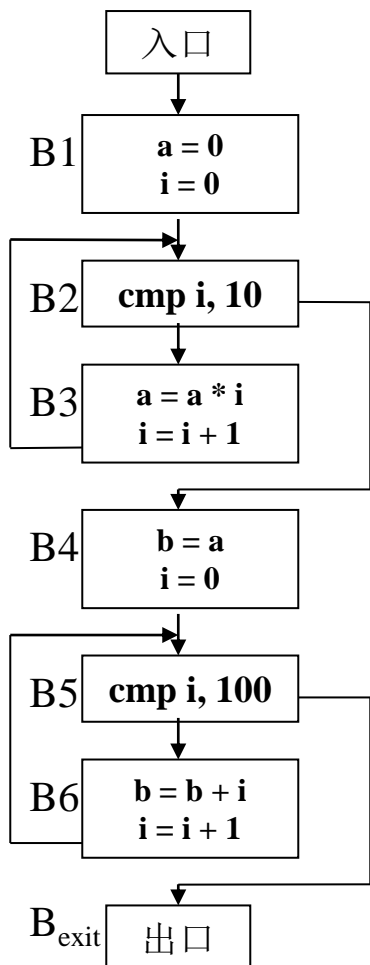 入口
B1
a = 0
i = 0
B2
cmp i, 10
B3
a = a * i
i = i + 1
B4
b = a
i = 0
B5
cmp i, 100
B6
b = b + i
i = i + 1
Bexit
出口